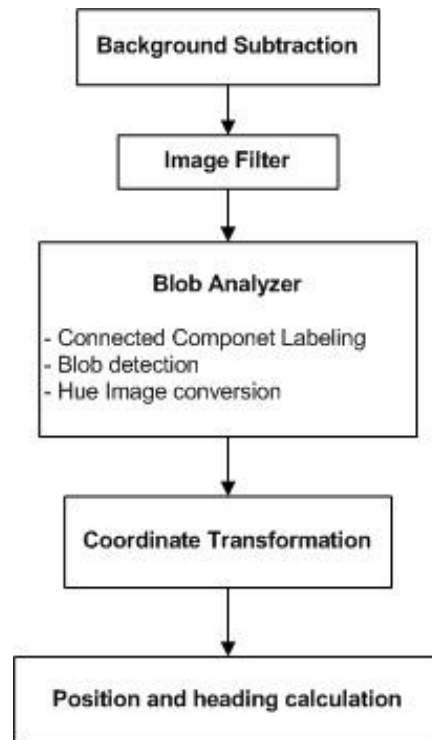 Background Subtraction
Image Filter
Blob Analyzer
- Connected Componet Labeling
- Blob detection
- Hue Image conversion
Coordinate Transformation
Position and heading calculation